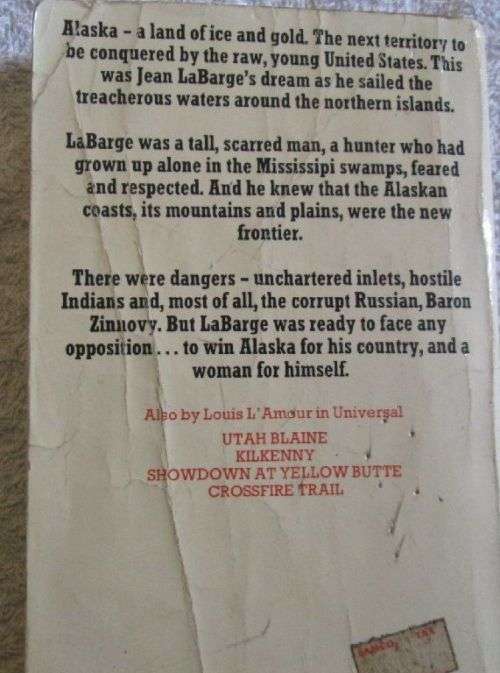 Alaska – a land of ice and gold. The next territory to
be conquered by the raw, young United States. This
was Jean LaBarge's dream as he sailed the
treacherous waters around the northern islands.
LaBarge was a tall, scarred man, a hunter who had
grown up alone in the Mississipi swamps, feared
and respected. And he knew that the Alaskan
coasts, its mountains and plains, were the new
frontier.
There were dangers – unchartered inlets, hostile
Indians and, most of all, the corrupt Russian, Baron
Zinnovy. But LaBarge was ready to face any
opposition... to win Alaska for his country, and a
woman for himself.
Also by Louis L'Amour in Universal
UTAH BLAINE
KILKENNY
SHOWDOWN AT YELLOW BUTTE
CROSSFIRE TRAIL